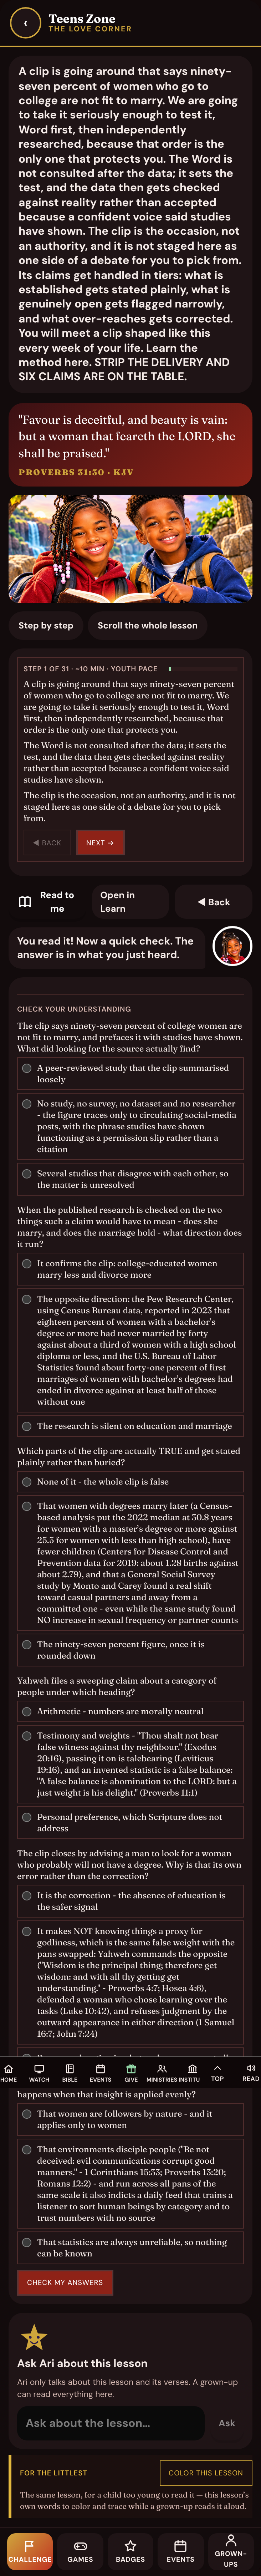 Teens Zone
THE LOVE CORNER
A clip is going around that says ninety-
seven percent of women who go to
college are not fit to marry. We are going
to take it seriously enough to test it,
Word first, then independently
researched, because that order is the
only one that protects you. The Word is
not consulted after the data; it sets the
test, and the data then gets checked
against reality rather than accepted
because a confident voice said studies
have shown. The clip is the occasion, not
an authority, and it is not staged here as
one side of a debate for you to pick from.
Its claims get handled in tiers: what is
established gets stated plainly, what is
genuinely open gets flagged narrowly,
and what over-reaches gets corrected.
You will meet a clip shaped like this
every week of your life. Learn the
method here. STRIP THE DELIVERY AND
SIX CLAIMS ARE ON THE TABLE.
"Favour is deceitful, and beauty is vain:
but a woman that feareth the LORD, she
shall be praised."
PROVERBS 31:30 · KJV
Step by step
Scroll the whole lesson
STEP 1 OF 31 · ~10 MIN · YOUTH PACE
A clip is going around that says ninety-seven percent
of women who go to college are not fit to marry. We
are going to take it seriously enough to test it, Word
first, then independently researched, because that
order is the only one that protects you.
The Word is not consulted after the data; it sets the
test, and the data then gets checked against reality
rather than accepted because a confident voice said
studies have shown.
The clip is the occasion, not an authority, and it is not
staged here as one side of a debate for you to pick
from.
◀ BACK
NEXT →
Read to
me
Open in
Learn
◀ Back
You read it! Now a quick check. The
answer is in what you just heard.
CHECK YOUR UNDERSTANDING
The clip says ninety-seven percent of college women are
not fit to marry, and prefaces it with studies have shown.
What did looking for the source actually find?
A peer-reviewed study that the clip summarised
loosely
No study, no survey, no dataset and no researcher
- the figure traces only to circulating social-media
posts, with the phrase studies have shown
functioning as a permission slip rather than a
citation
Several studies that disagree with each other, so
the matter is unresolved
When the published research is checked on the two
things such a claim would have to mean - does she
marry, and does the marriage hold - what direction does
it run?
It confirms the clip: college-educated women
marry less and divorce more
The opposite direction: the Pew Research Center,
using Census Bureau data, reported in 2023 that
eighteen percent of women with a bachelor's
degree or more had never married by forty
against about a third of women with a high school
diploma or less, and the U.S. Bureau of Labor
Statistics found about forty-one percent of first
marriages of women with bachelor's degrees had
ended in divorce against at least half of those
without one
The research is silent on education and marriage
Which parts of the clip are actually TRUE and get stated
plainly rather than buried?
None of it - the whole clip is false
That women with degrees marry later (a Census-
based analysis put the 2022 median at 30.8 years
for women with a master's degree or more against
25.5 for women with less than high school), have
fewer children (Centers for Disease Control and
Prevention data for 2019: about 1.28 births against
about 2.79), and that a General Social Survey
study by Monto and Carey found a real shift
toward casual partners and away from a
committed one - even while the same study found
NO increase in sexual frequency or partner counts
The ninety-seven percent figure, once it is
rounded down
Yahweh files a sweeping claim about a category of
people under which heading?
Arithmetic - numbers are morally neutral
Testimony and weights - "Thou shalt not bear
false witness against thy neighbour." (Exodus
20:16), passing it on is talebearing (Leviticus
19:16), and an invented statistic is a false balance:
"A false balance is abomination to the LORD: but a
just weight is his delight." (Proverbs 11:1)
Personal preference, which Scripture does not
address
The clip closes by advising a man to look for a woman
who probably will not have a degree. Why is that its own
error rather than the correction?
It is the correction - the absence of education is
the safer signal
It makes NOT knowing things a proxy for
godliness, which is the same false weight with the
pans swapped: Yahweh commands the opposite
("Wisdom is the principal thing; therefore get
wisdom: and with all thy getting get
understanding." - Proverbs 4:7; Hosea 4:6),
defended a woman who chose learning over the
tasks (Luke 10:42), and refuses judgment by the
outward appearance in either direction (1 Samuel
16:7; John 7:24)
HOME
WATCH
BIBLE
EVENTS
GIVE
MINISTRIES
INSTITU
TOP
READ
happens when that insight is applied evenly?
That women are followers by nature - and it
applies only to women
That environments disciple people ("Be not
deceived: evil communications corrupt good
manners." - 1 Corinthians 15:33; Proverbs 13:20;
Romans 12:2) - and run across all pans of the
same scale it also indicts a daily feed that trains a
listener to sort human beings by category and to
trust numbers with no source
That statistics are always unreliable, so nothing
can be known
CHECK MY ANSWERS
Ask Ari about this lesson
Ari only talks about this lesson and its verses. A grown-up
can read everything here.
Ask about the lesson...
Ask
FOR THE LITTLEST
COLOR THIS LESSON
The same lesson, for a child too young to read it — this lesson's
own words to color and trace while a grown-up reads it aloud.
CHALLENGE
GAMES
BADGES
EVENTS
GROWN-
UPS